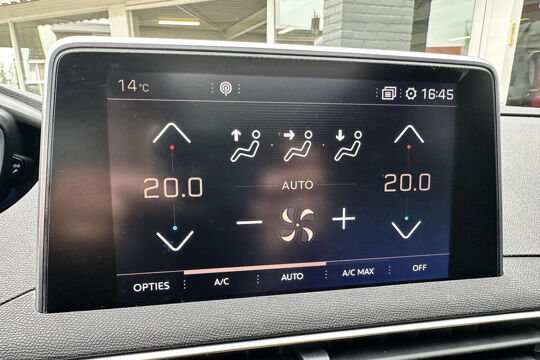 14°C 16:45
20.0 AUTO 20.0
OPTIES A/C AUTO A/C MAX OFF